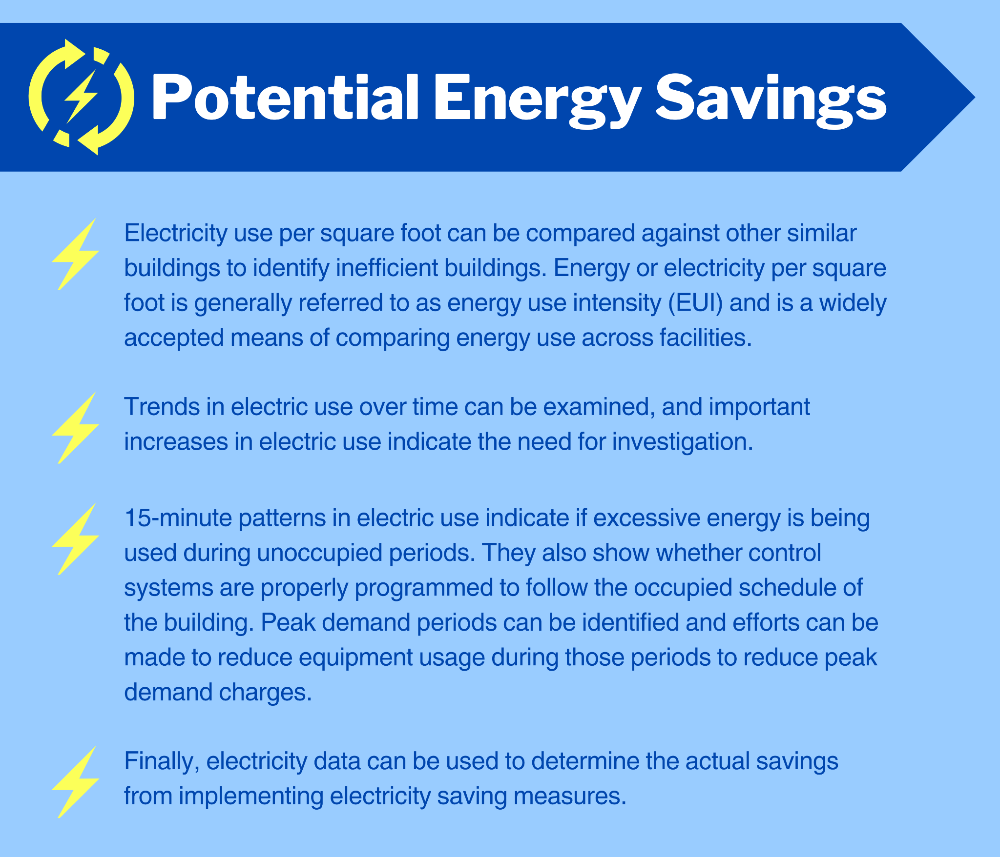 Potential Energy Savings
Electricity use per square foot can be compared against other similar
buildings to identify inefficient buildings. Energy or electricity per square
foot is generally referred to as energy use intensity (EUI) and is a widely
accepted means of comparing energy use across facilities.
Trends in electric use over time can be examined, and important
increases in electric use indicate the need for investigation.
15-minute patterns in electric use indicate if excessive energy is being
used during unoccupied periods. They also show whether control
systems are properly programmed to follow the occupied schedule of
the building. Peak demand periods can be identified and efforts can be
made to reduce equipment usage during those periods to reduce peak
demand charges.
Finally, electricity data can be used to determine the actual savings
from implementing electricity saving measures.